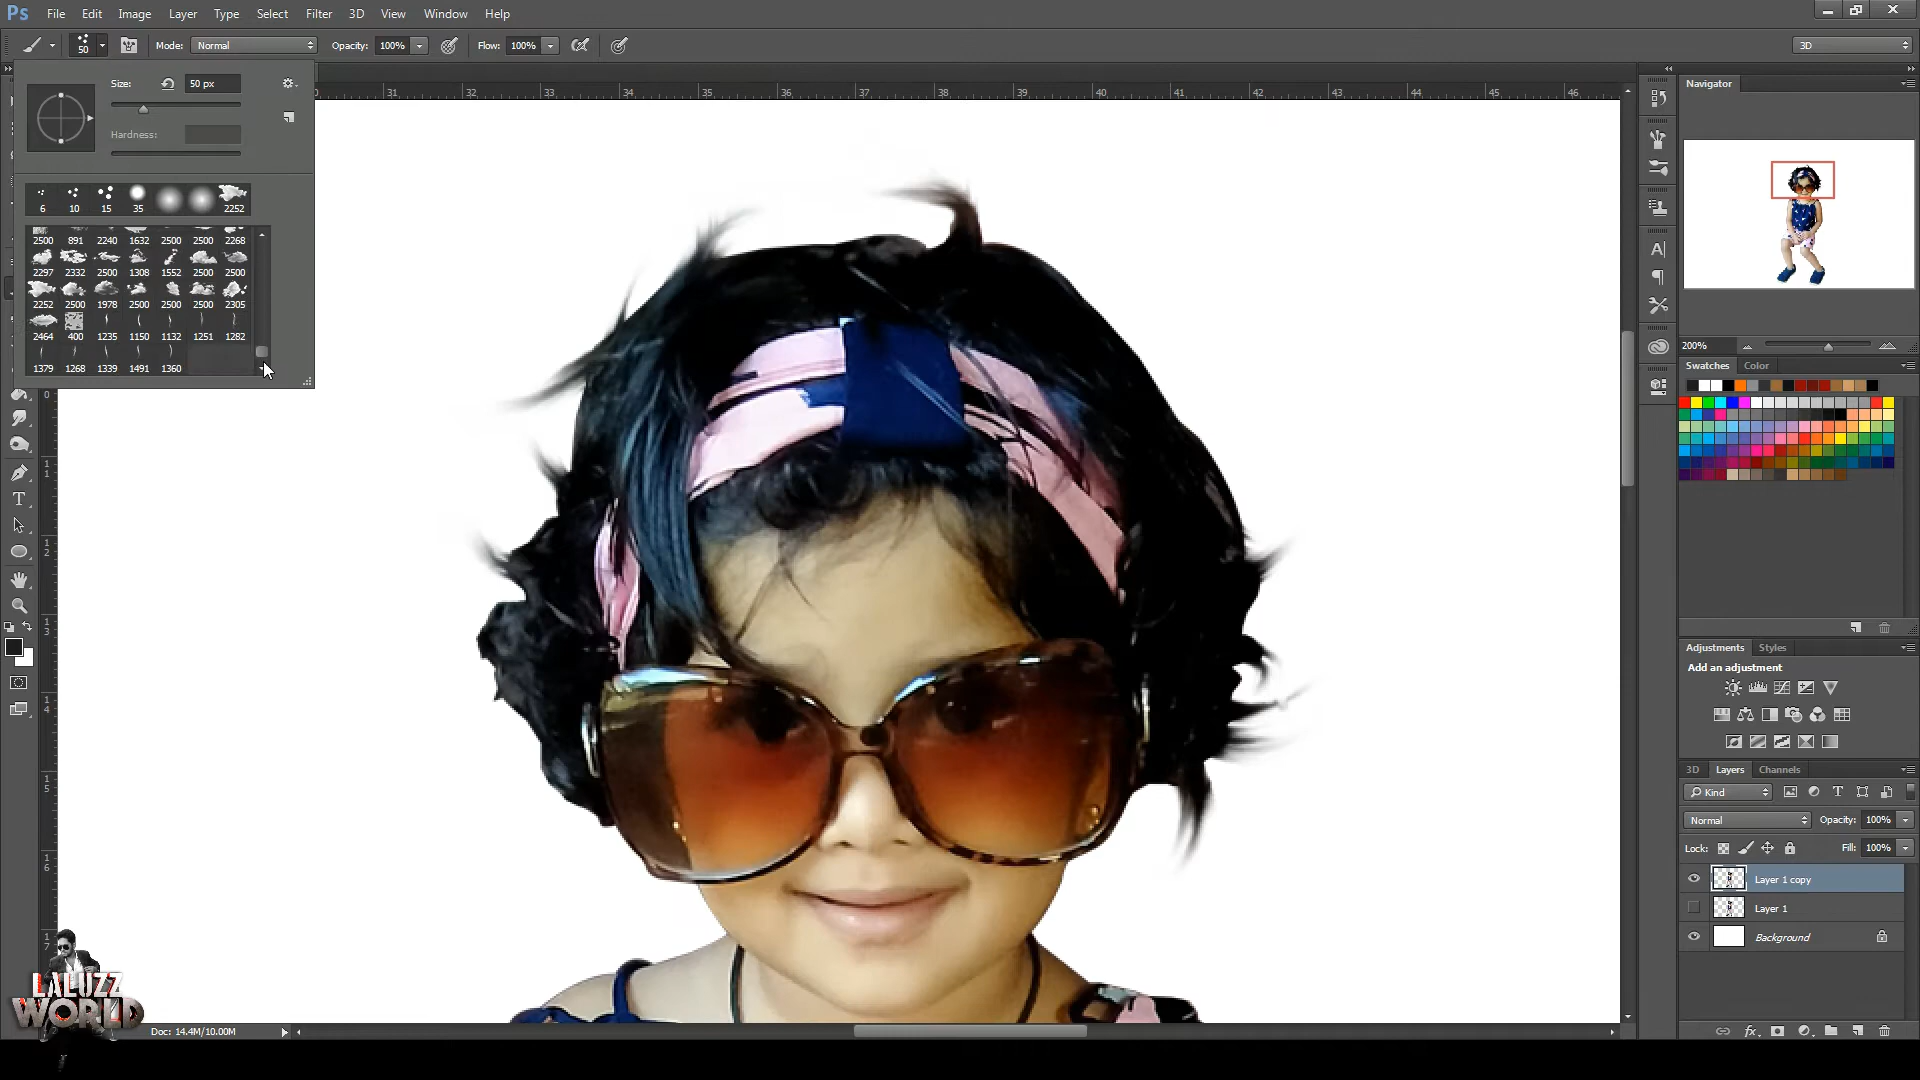 Ps File Edit Image Layer Type Select Filter 3D View Window Help
50 Mode: Normal Opacity: 100% Flow: 100% 3D
Size: 50 px
Hardness:
6 10 15 35 2252
2500 891 2240 1632 2500 2500 2268
2297 2332 2500 1308 1552 2500 2500
2252 2500 1978 2500 2500 2500 2305
2464 400 1235 1150 1132 1251 1282
1379 1268 1339 1491 1360
31 32 33 34 35 36 37 38 39 40 41 42 43 44 45 46
Navigator
200%
Swatches Color
Adjustments Styles
Add an adjustment
3D Layers Channels
Kind
Normal Opacity: 100%
Lock: Fill: 100%
Layer 1 copy
Layer 1
Background
LALUZZ
WORLD
Doc: 14.4M/10.00M